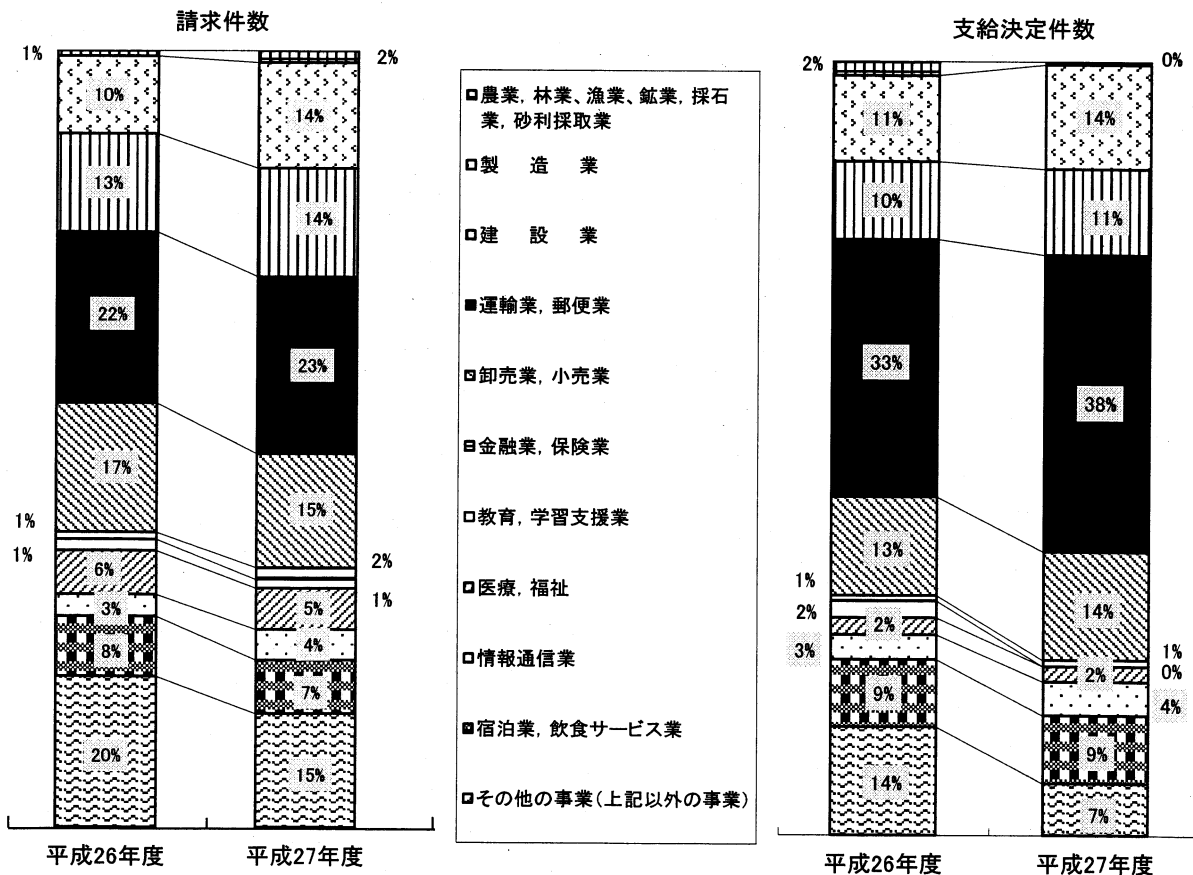 請求件数
1%
10%
13%
22%
17%
1%
1%
6%
3%
8%
20%
平成26年度
2%
14%
14%
23%
15%
2%
1%
5%
4%
7%
15%
平成27年度
農業, 林業、漁業、鉱業, 採石
業, 砂利採取業
製 造 業
建 設 業
運輸業, 郵便業
卸売業, 小売業
金融業, 保険業
教育, 学習支援業
医療, 福祉
情報通信業
宿泊業, 飲食サービス業
その他の事業(上記以外の事業)
支給決定件数
2%
11%
10%
33%
13%
1%
2%
2%
3%
9%
14%
平成26年度
0%
14%
11%
38%
14%
1%
0%
2%
4%
9%
7%
平成27年度